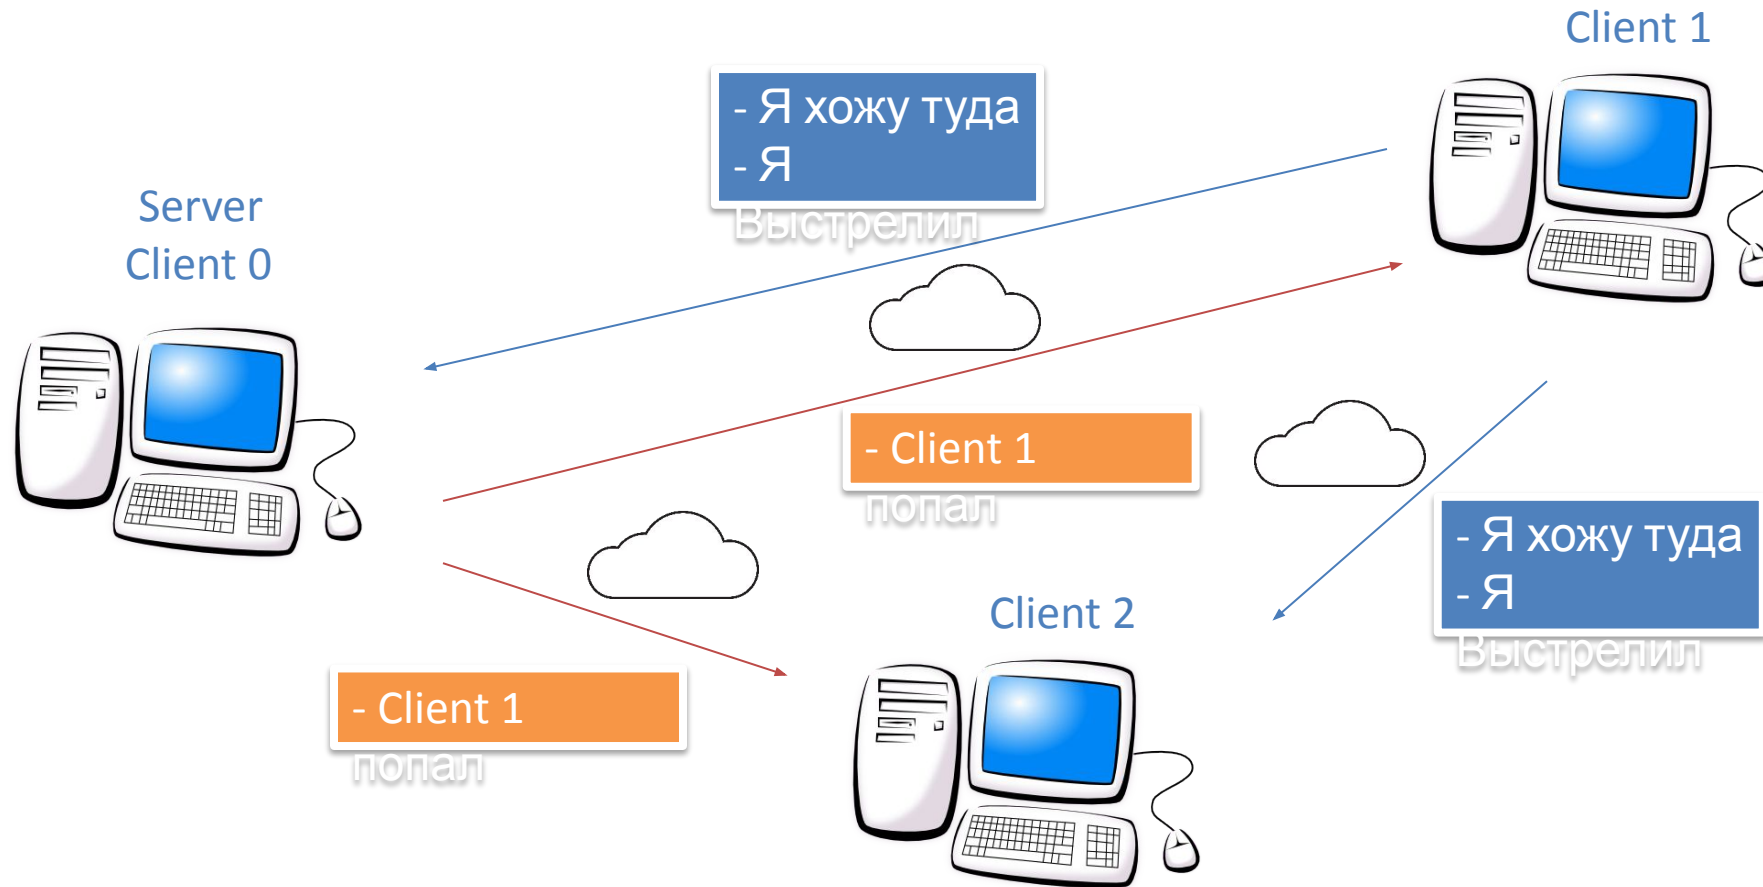 Client 1
- Я хожу туда
- Я
Выстрелил
Server
Client 0
- Client 1
попал
- Я хожу туда
- Я
Выстрелил
Client 2
- Client 1
попал